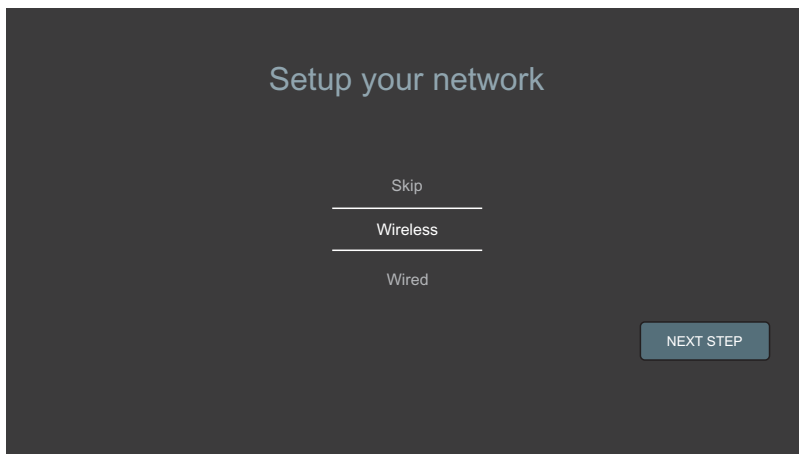 Setup your network
Skip
Wireless
Wired
NEXT STEP